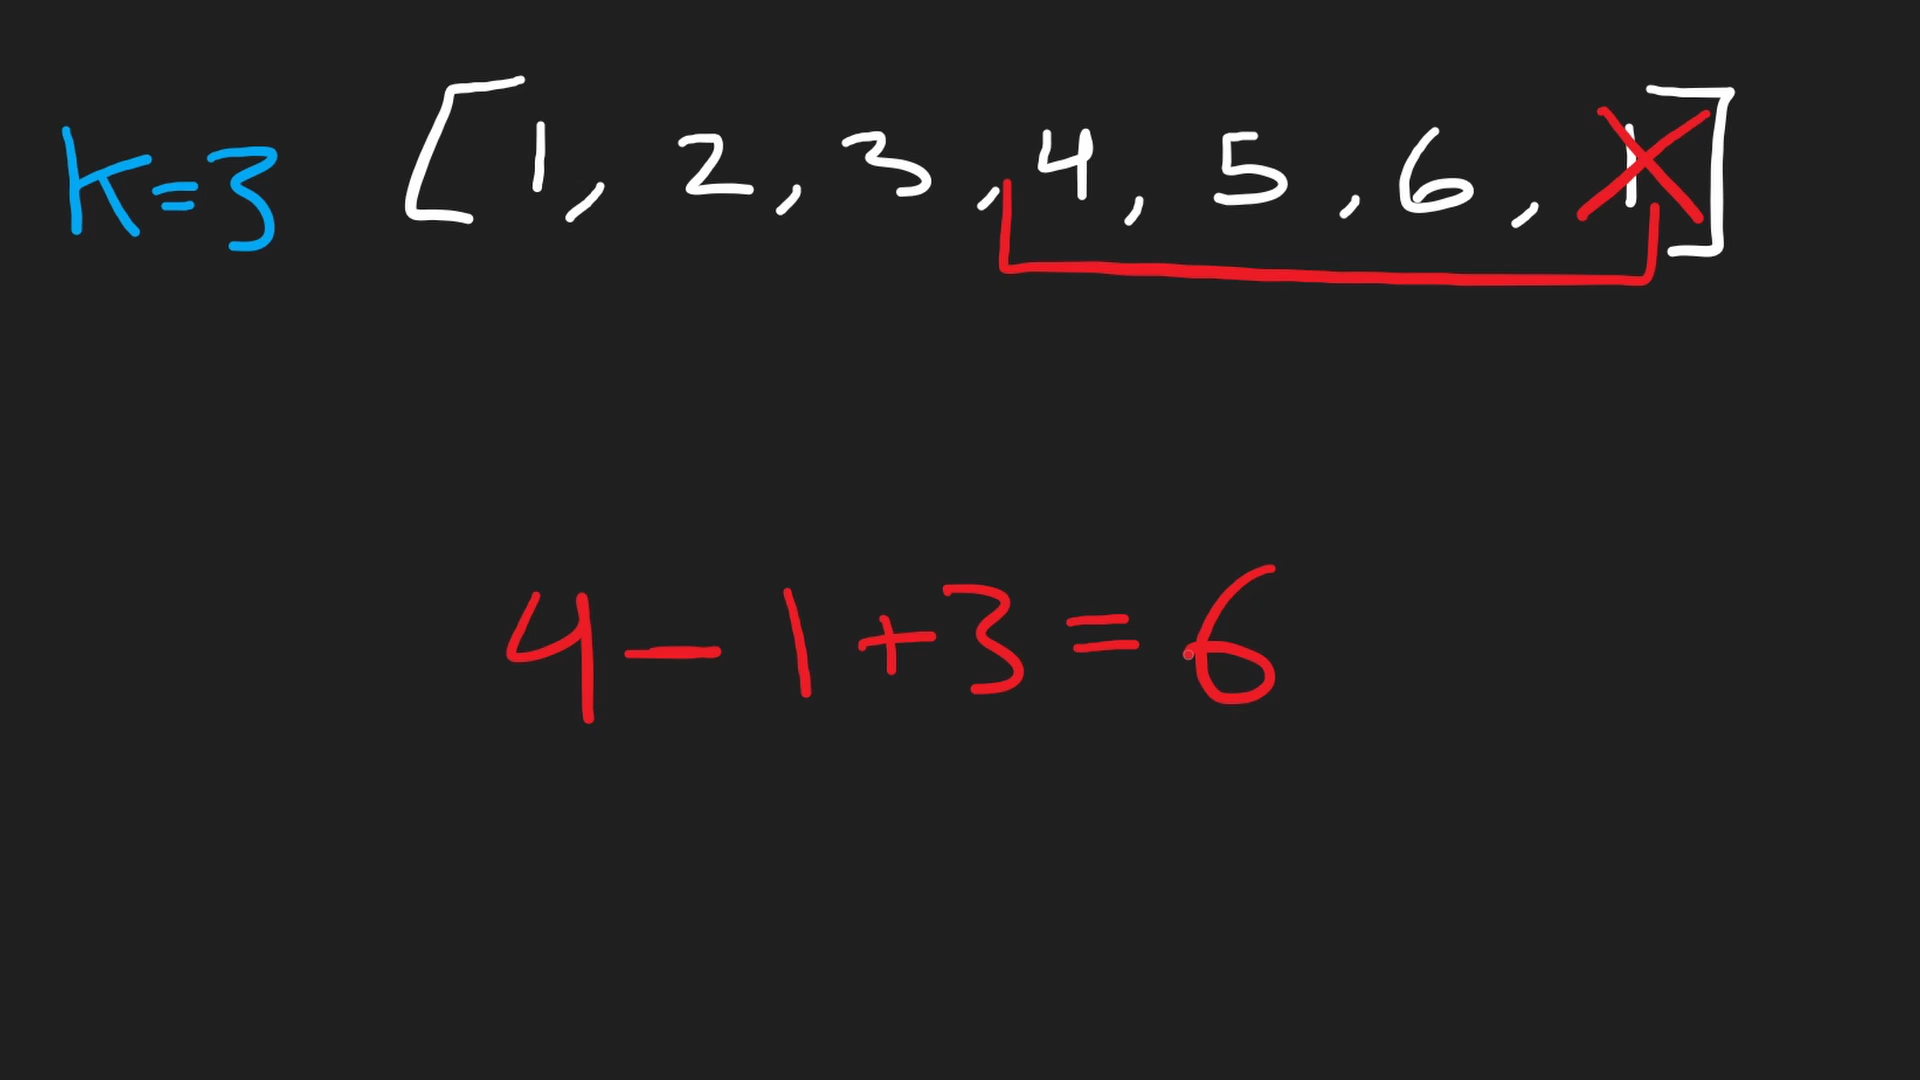 K=3 [1, 2, 3, 4, 5, 6, 1]
4-1+3=6